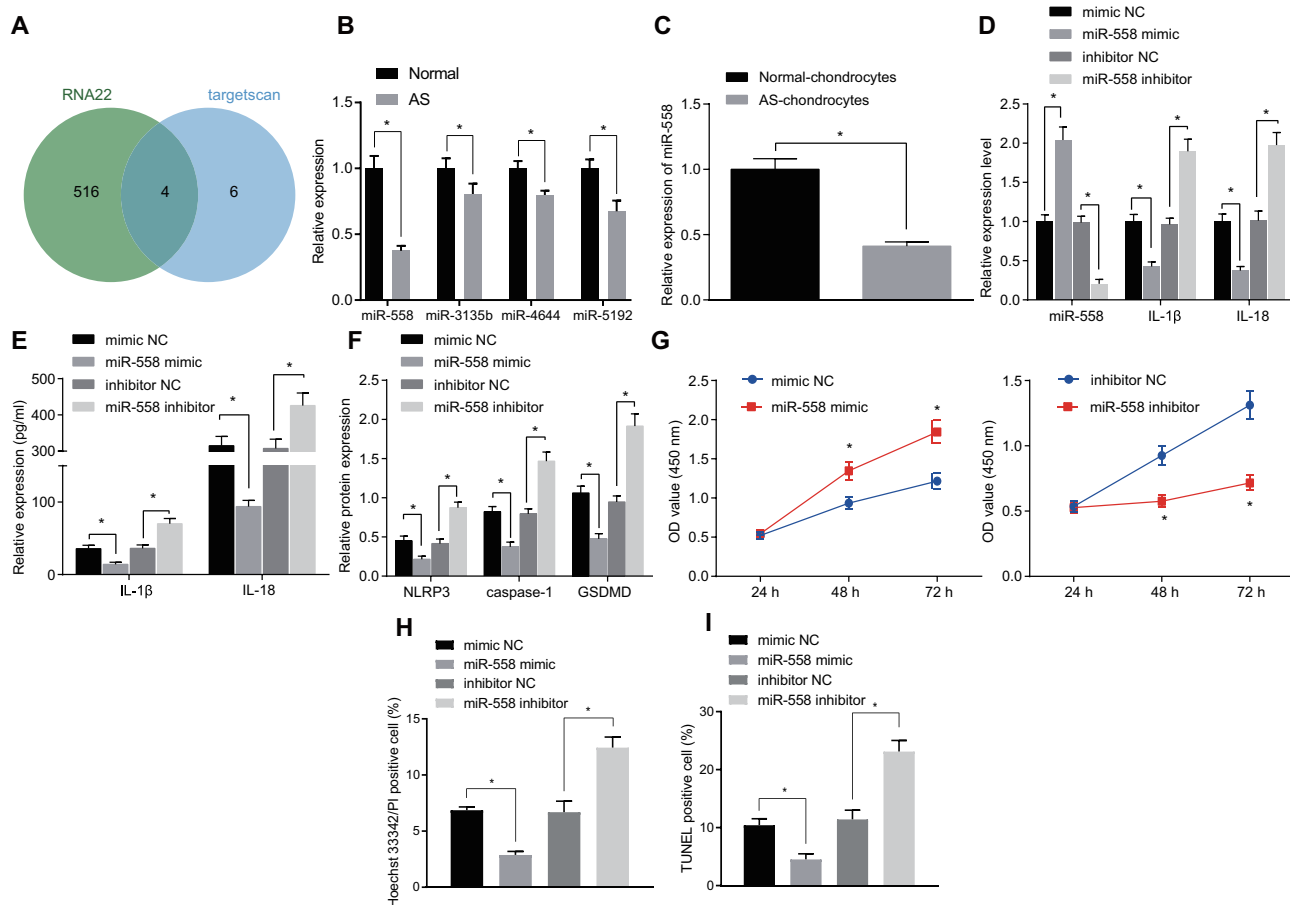 A
RNA22
targetscan
516
4
6
B
Normal
AS
Relative expression
1.5
1.0
0.5
0.0
*
*
*
*
miR-558
miR-3135b
miR-4644
miR-5192
C
Normal-chondrocytes
AS-chondrocytes
Relative expression of miR-558
1.5
1.0
0.5
0.0
*
D
mimic NC
miR-558 mimic
inhibitor NC
miR-558 inhibitor
Relative expression level
2.5
2.0
1.5
1.0
0.5
0.0
*
*
*
*
*
*
miR-558
IL-1β
IL-18
E
mimic NC
miR-558 mimic
inhibitor NC
miR-558 inhibitor
Relative expression (pg/ml)
500
400
300
100
0
*
*
*
*
IL-1β
IL-18
F
mimic NC
miR-558 mimic
inhibitor NC
miR-558 inhibitor
Relative protein expression
2.5
2.0
1.5
1.0
0.5
0.0
*
*
*
*
*
*
NLRP3
caspase-1
GSDMD
G
mimic NC
miR-558 mimic
OD value (450 nm)
2.5
2.0
1.5
1.0
0.5
0.0
*
*
24 h
48 h
72 h
inhibitor NC
miR-558 inhibitor
OD value (450 nm)
1.5
1.0
0.5
0.0
*
*
24 h
48 h
72 h
H
mimic NC
miR-558 mimic
inhibitor NC
miR-558 inhibitor
Hoechst 33342/PI positive cell (%)
15
10
5
0
*
*
I
mimic NC
miR-558 mimic
inhibitor NC
miR-558 inhibitor
TUNEL positive cell (%)
30
20
10
0
*
*